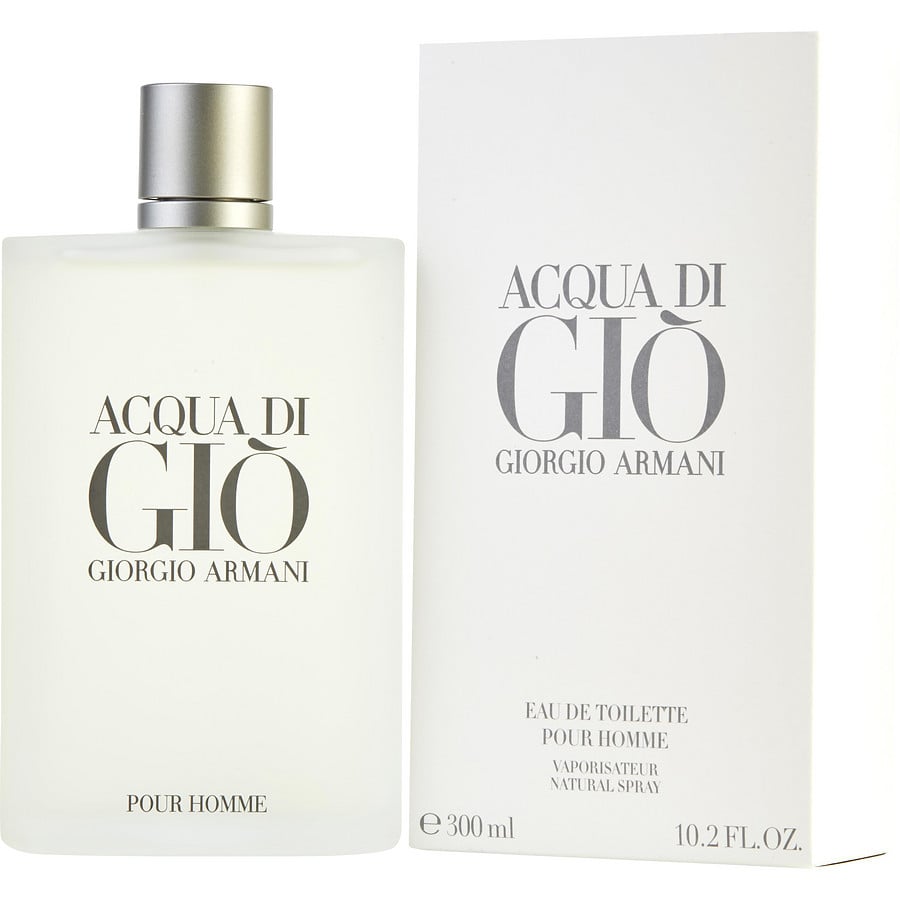 ACQUA DI
GIÒ
GIORGIO ARMANI
POUR HOMME
ACQUA DI
GIÒ
GIORGIO ARMANI
EAU DE TOILETTE
POUR HOMME
VAPORISATEUR
NATURAL SPRAY
℮ 300 ml 10.2 FL.OZ.